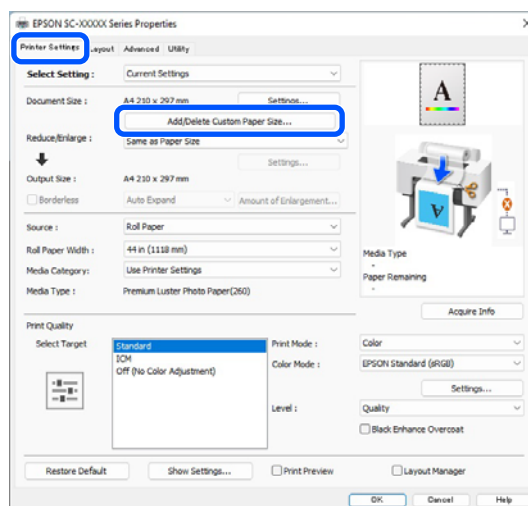 EPSON SC-XXXXX Series Properties
Printer Settings Layout Advanced Utility
Select Setting : Current Settings
Document Size : A4 210 x 297 mm Settings...
Add/Delete Custom Paper Size...
Reduce/Enlarge : Same as Paper Size
Settings...
Output Size : A4 210 x 297 mm
Borderless Auto Expand Amount of Enlargement...
Source : Roll Paper
Roll Paper Width : 44 in (1118 mm)
Media Category: Use Printer Settings
Media Type : Premium Luster Photo Paper(260)
A
A
Media Type
-
Paper Remaining
-
Acquire Info
Print Quality
Select Target
Standard
ICM
Off (No Color Adjustment)
Print Mode : Color
Color Mode : EPSON Standard (sRGB)
Settings...
Level : Quality
Black Enhance Overcoat
Restore Default Show Settings... Print Preview Layout Manager
OK Cancel Help